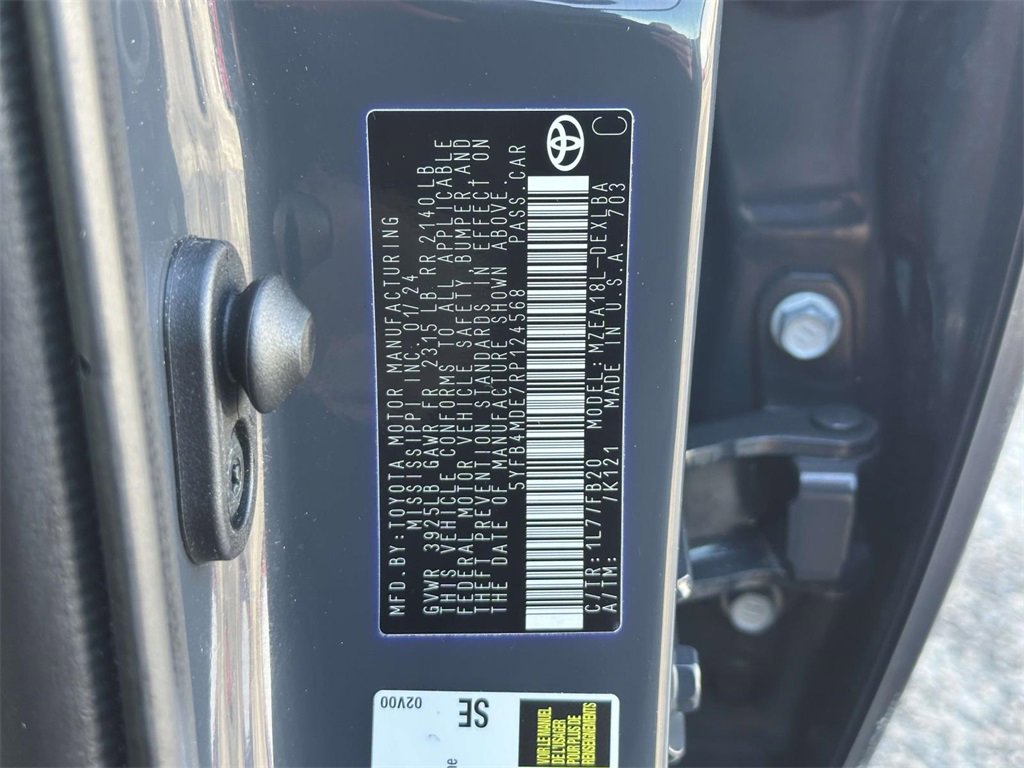 MFD.BY:TOYOTA MOTOR MANUFACTURING
MISSISSIPPI INC. 01/24
GVWR 3925LB GAWR FR 2315 LB RR 2140LB
THIS VEHICLE CONFORMS TO ALL APPLICABLE
FEDERAL MOTOR VEHICLE SAFETY, BUMPER AND
THEFT PREVENTION STANDARDS IN EFFECT ON
THE DATE OF MANUFACTURE SHOWN ABOVE.
5YFB4MDE7RP124568 PASS.CAR
C/TR:1L7/FB20 MODEL:MZEA18L-DEXLBA
A/TM: /K121 MADE IN U.S.A. 703
C
02V00
SE
VOIR LE MANUEL
DE L'USAGER
POUR PLUS DE
RENSEIGNEMENTS